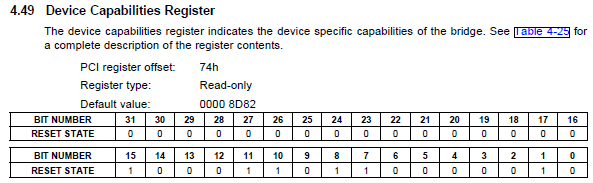 4.49 Device Capabilities Register
The device capabilities register indicates the device specific capabilities of the bridge. See Table 4-25 for
a complete description of the register contents.
PCI register offset: 74h
Register type: Read-only
Default value: 0000 8D82
BIT NUMBER 31 30 29 28 27 26 25 24 23 22 21 20 19 18 17 16
RESET STATE 0 0 0 0 0 0 0 0 0 0 0 0 0 0 0 0
BIT NUMBER 15 14 13 12 11 10 9 8 7 6 5 4 3 2 1 0
RESET STATE 1 0 0 0 1 1 0 1 1 0 0 0 0 0 1 0